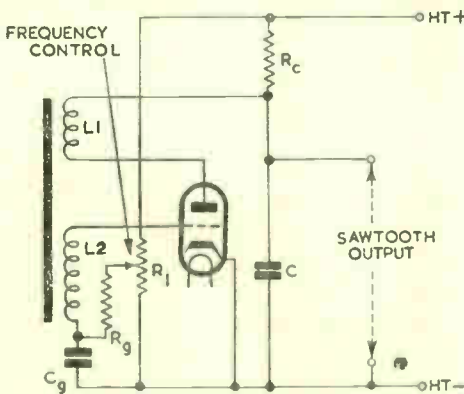 FREQUENCY
CONTROL
HT+
Rc
L1
L2
R1
SAWTOOTH
OUTPUT
C
Rg
Cg
HT-